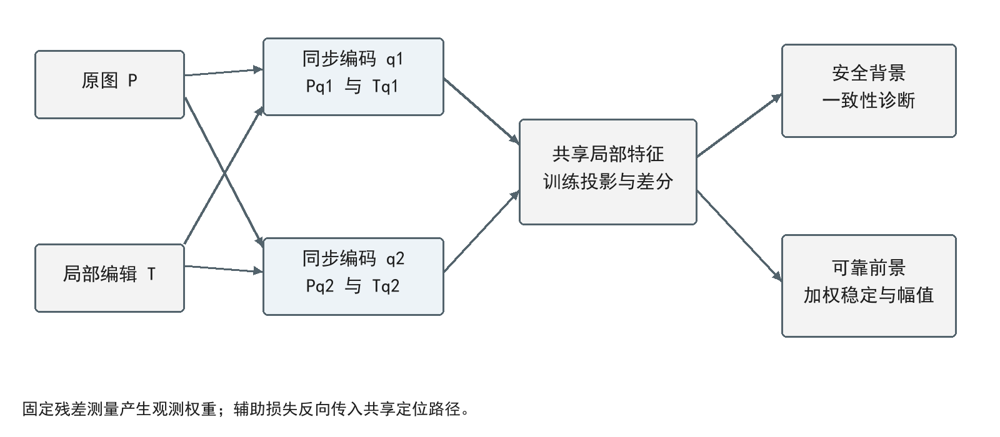 原图 P
同步编码 q1
Pq1 与 Tq1
安全背景
一致性诊断
共享局部特征
训练投影与差分
局部编辑 T
同步编码 q2
Pq2 与 Tq2
可靠前景
加权稳定与幅值
固定残差测量产生观测权重；辅助损失反向传入共享定位路径。